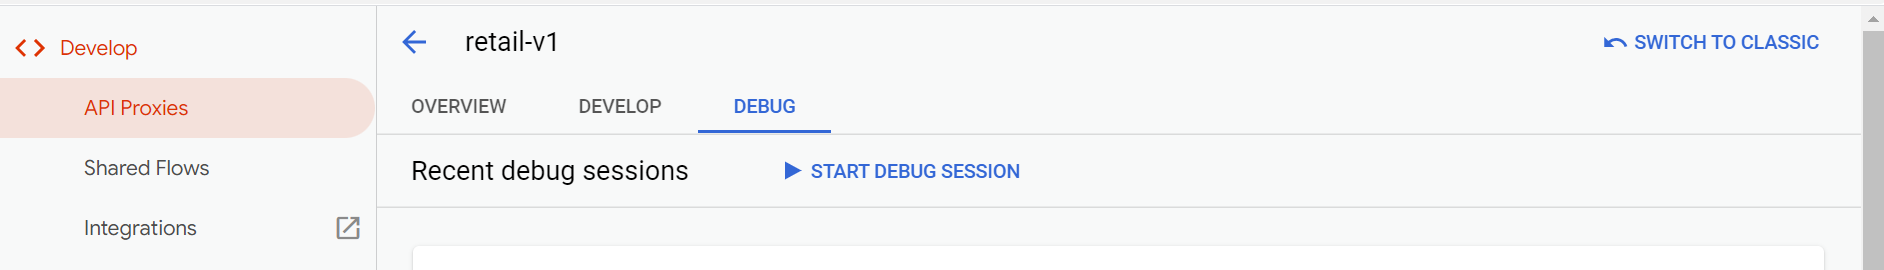 Develop
API Proxies
Shared Flows
Integrations
retail-v1
SWITCH TO CLASSIC
OVERVIEW DEVELOP DEBUG
Recent debug sessions START DEBUG SESSION